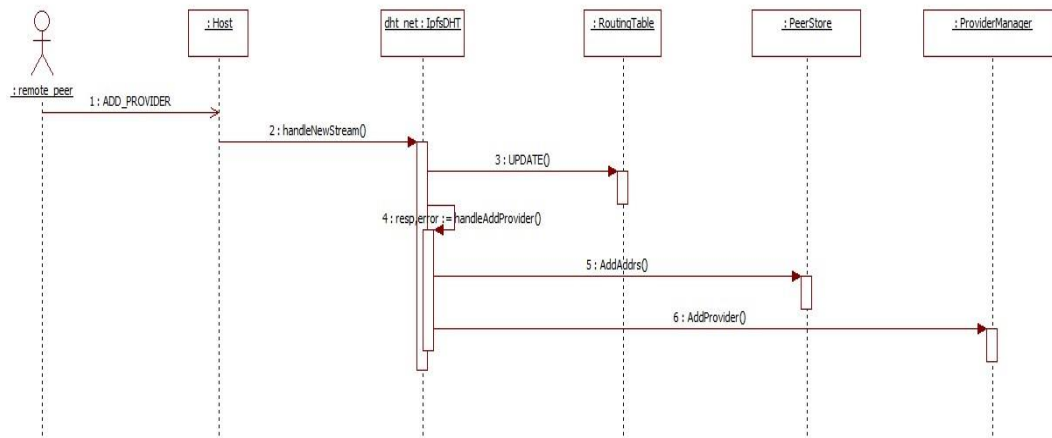 : Host
dht_net : IpfsDHT
: RoutingTable
: PeerStore
: ProviderManager
: remote_peer
1 : ADD_PROVIDER
2 : handleNewStream()
3 : UPDATE()
4 : resp,error := handleAddProvider()
5 : AddAddrs()
6 : AddProvider()